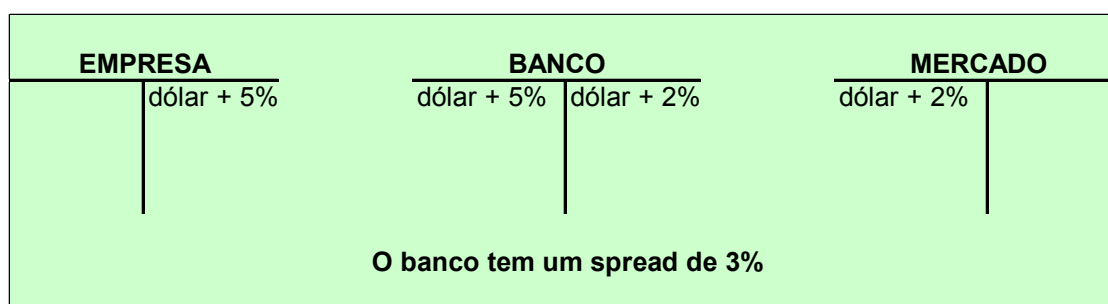 EMPRESA BANCO MERCADO
dólar + 5% dólar + 5% dólar + 2% dólar + 2%
O banco tem um spread de 3%